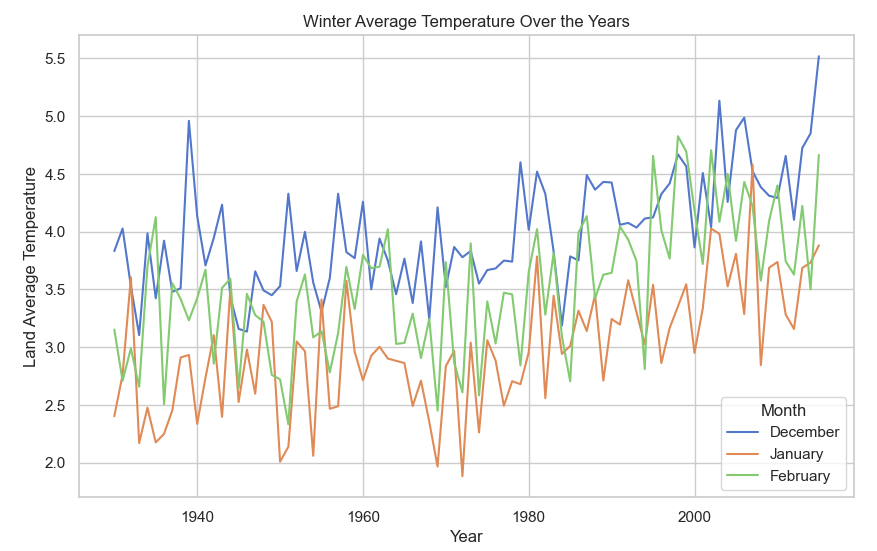 Winter Average Temperature Over the Years
Land Average Temperature
5.5
5.0
4.5
4.0
3.5
3.0
2.5
2.0
1940 1960 1980 2000
Year
Month
December
January
February